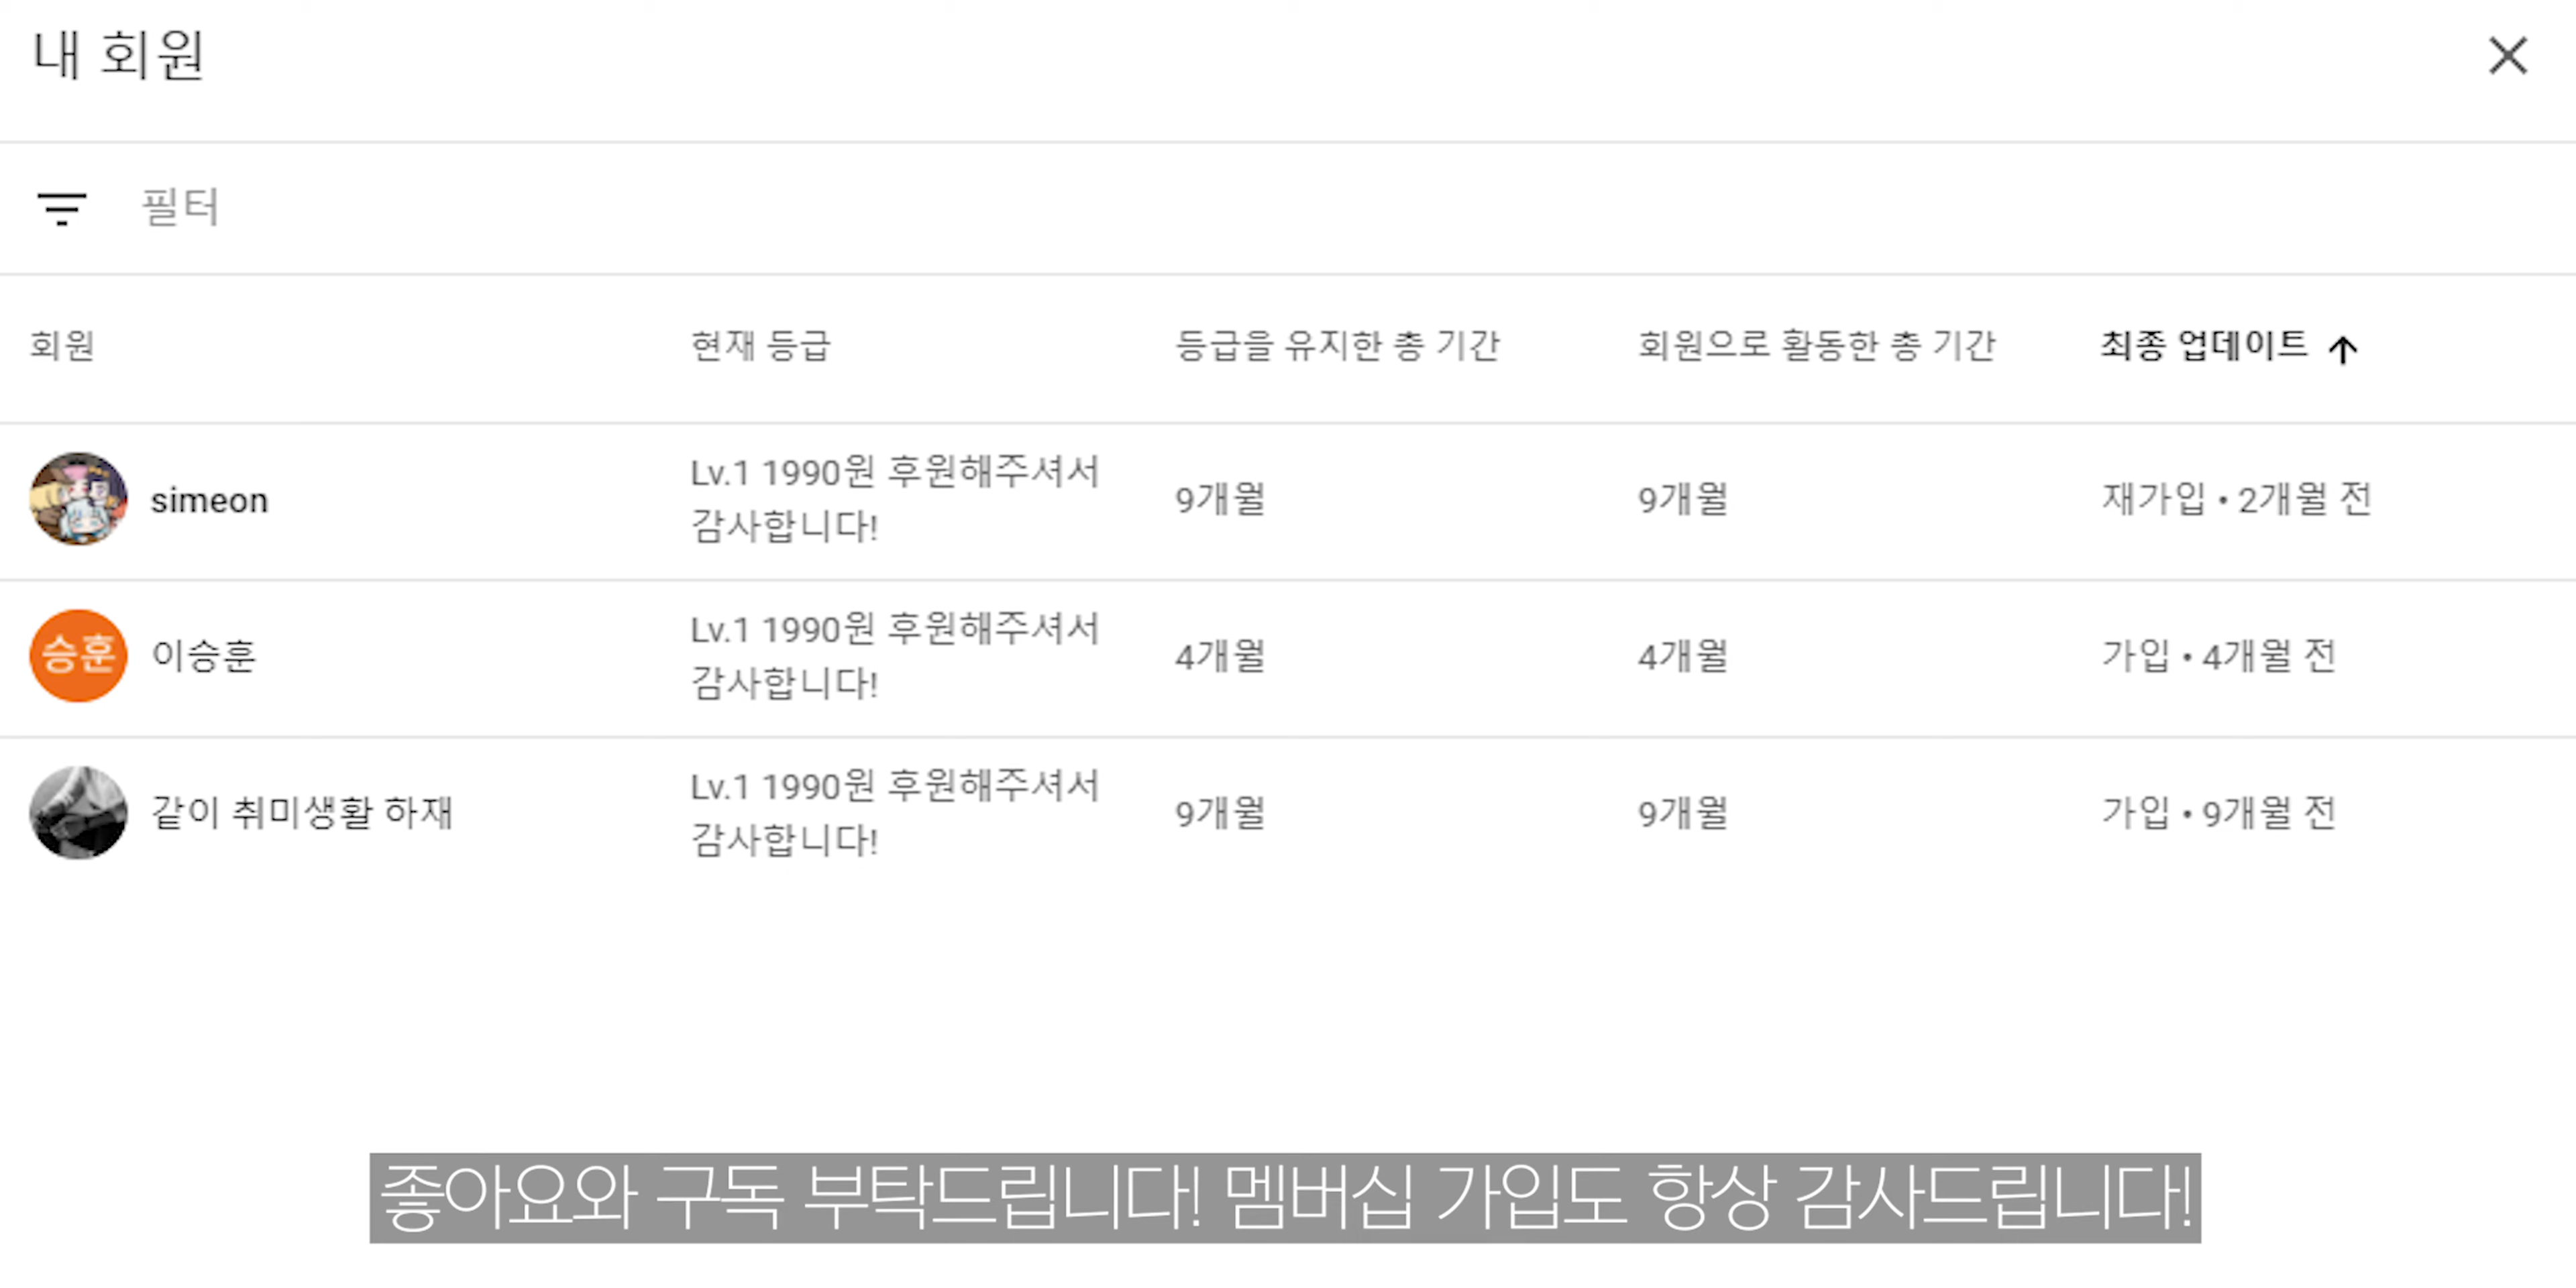 내 회원
필터
회원 현재 등급 등급을 유지한 총 기간 회원으로 활동한 총 기간 최종 업데이트
simeon Lv.1 1990원 후원해주셔서 9개월 9개월 재가입 • 2개월 전
감사합니다!
승훈 이승훈 Lv.1 1990원 후원해주셔서 4개월 4개월 가입 • 4개월 전
감사합니다!
같이 취미생활 하재 Lv.1 1990원 후원해주셔서 9개월 9개월 가입 • 9개월 전
감사합니다!
좋아요와 구독 부탁드립니다! 멤버십 가입도 항상 감사드립니다!